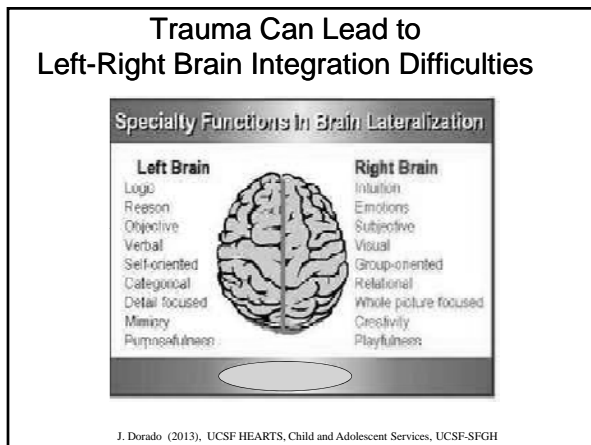 Trauma Can Lead to
Left-Right Brain Integration Difficulties
Specialty Functions in Brain Lateralization
Left Brain
Logic
Reason
Objective
Verbal
Self-oriented
Categorical
Detail focused
Mimicry
Purposefulness
Right Brain
Intuition
Emotions
Subjective
Visual
Group-oriented
Relational
Whole picture focused
Creativity
Playfulness
J. Dorado (2013), UCSF HEARTS, Child and Adolescent Services, UCSF-SFGH